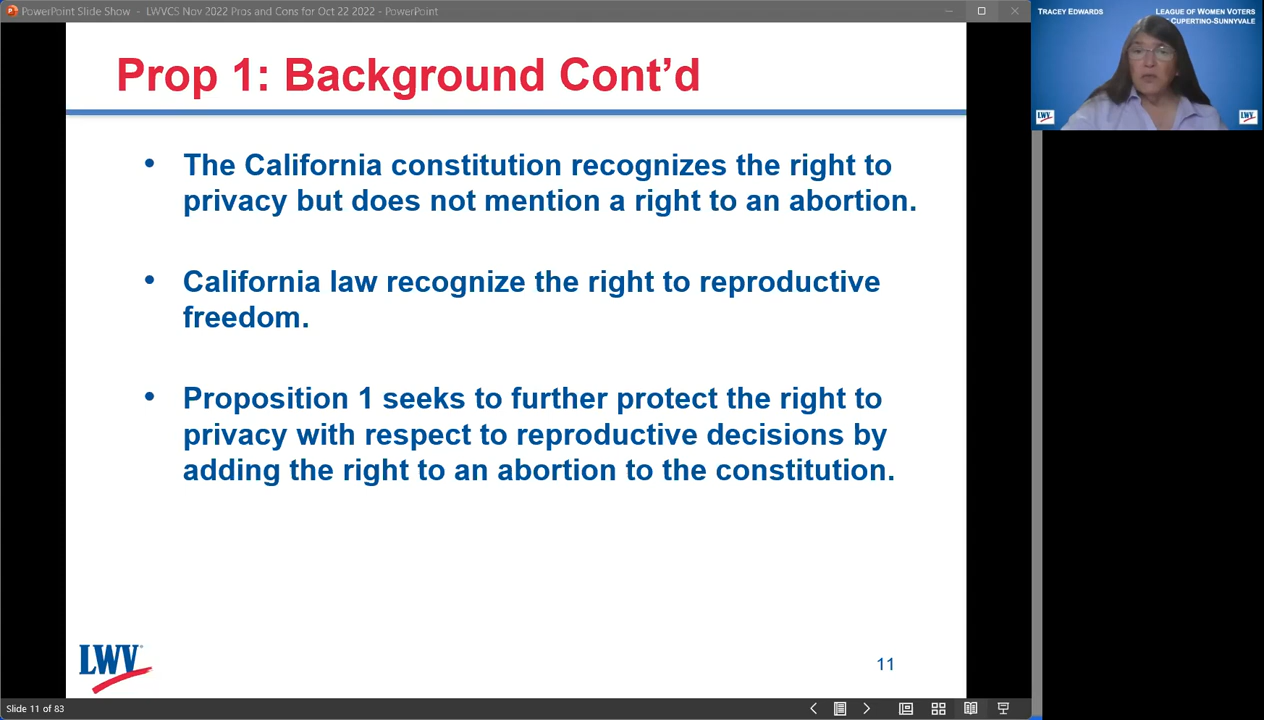 PowerPoint Slide Show - LWVCS Nov 2022 Pros and Cons for Oct 22 2022 - PowerPoint
TRACEY EDWARDS
LEAGUE OF WOMEN VOTERS
CUPERTINO-SUNNYVALE
LWV
LWV
Prop 1: Background Cont’d
• The California constitution recognizes the right to
privacy but does not mention a right to an abortion.
• California law recognize the right to reproductive
freedom.
• Proposition 1 seeks to further protect the right to
privacy with respect to reproductive decisions by
adding the right to an abortion to the constitution.
LWV
11
Slide 11 of 83